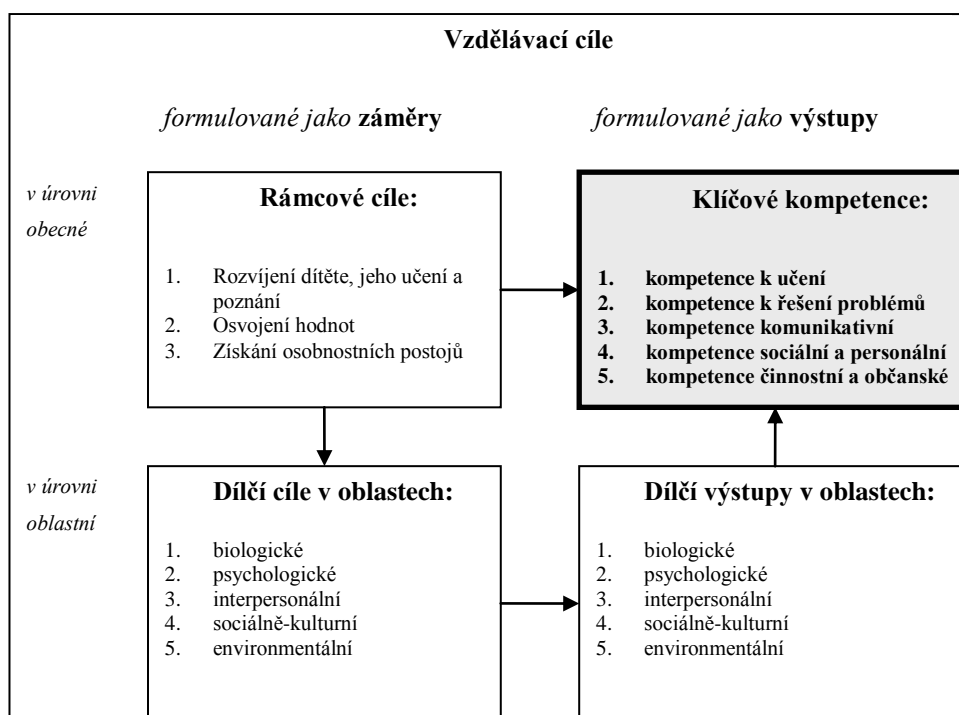 Vzdělávací cíle
formulované jako záměry
formulované jako výstupy
v úrovni
obecné
Rámcové cíle:
1. Rozvíjení dítěte, jeho učení a
poznání
2. Osvojení hodnot
3. Získání osobnostních postojů
Klíčové kompetence:
1. kompetence k učení
2. kompetence k řešení problémů
3. kompetence komunikativní
4. kompetence sociální a personální
5. kompetence činnostní a občanské
v úrovni
oblastní
Dílčí cíle v oblastech:
1. biologické
2. psychologické
3. interpersonální
4. sociálně-kulturní
5. environmentální
Dílčí výstupy v oblastech:
1. biologické
2. psychologické
3. interpersonální
4. sociálně-kulturní
5. environmentální